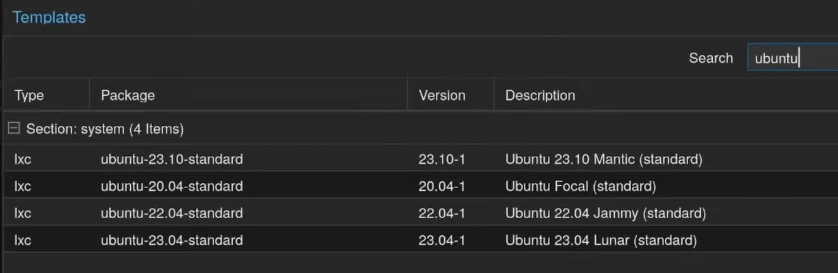 Templates
Search ubuntu
Type Package Version Description
Section: system (4 Items)
lxc ubuntu-23.10-standard 23.10-1 Ubuntu 23.10 Mantic (standard)
lxc ubuntu-20.04-standard 20.04-1 Ubuntu Focal (standard)
lxc ubuntu-22.04-standard 22.04-1 Ubuntu 22.04 Jammy (standard)
lxc ubuntu-23.04-standard 23.04-1 Ubuntu 23.04 Lunar (standard)